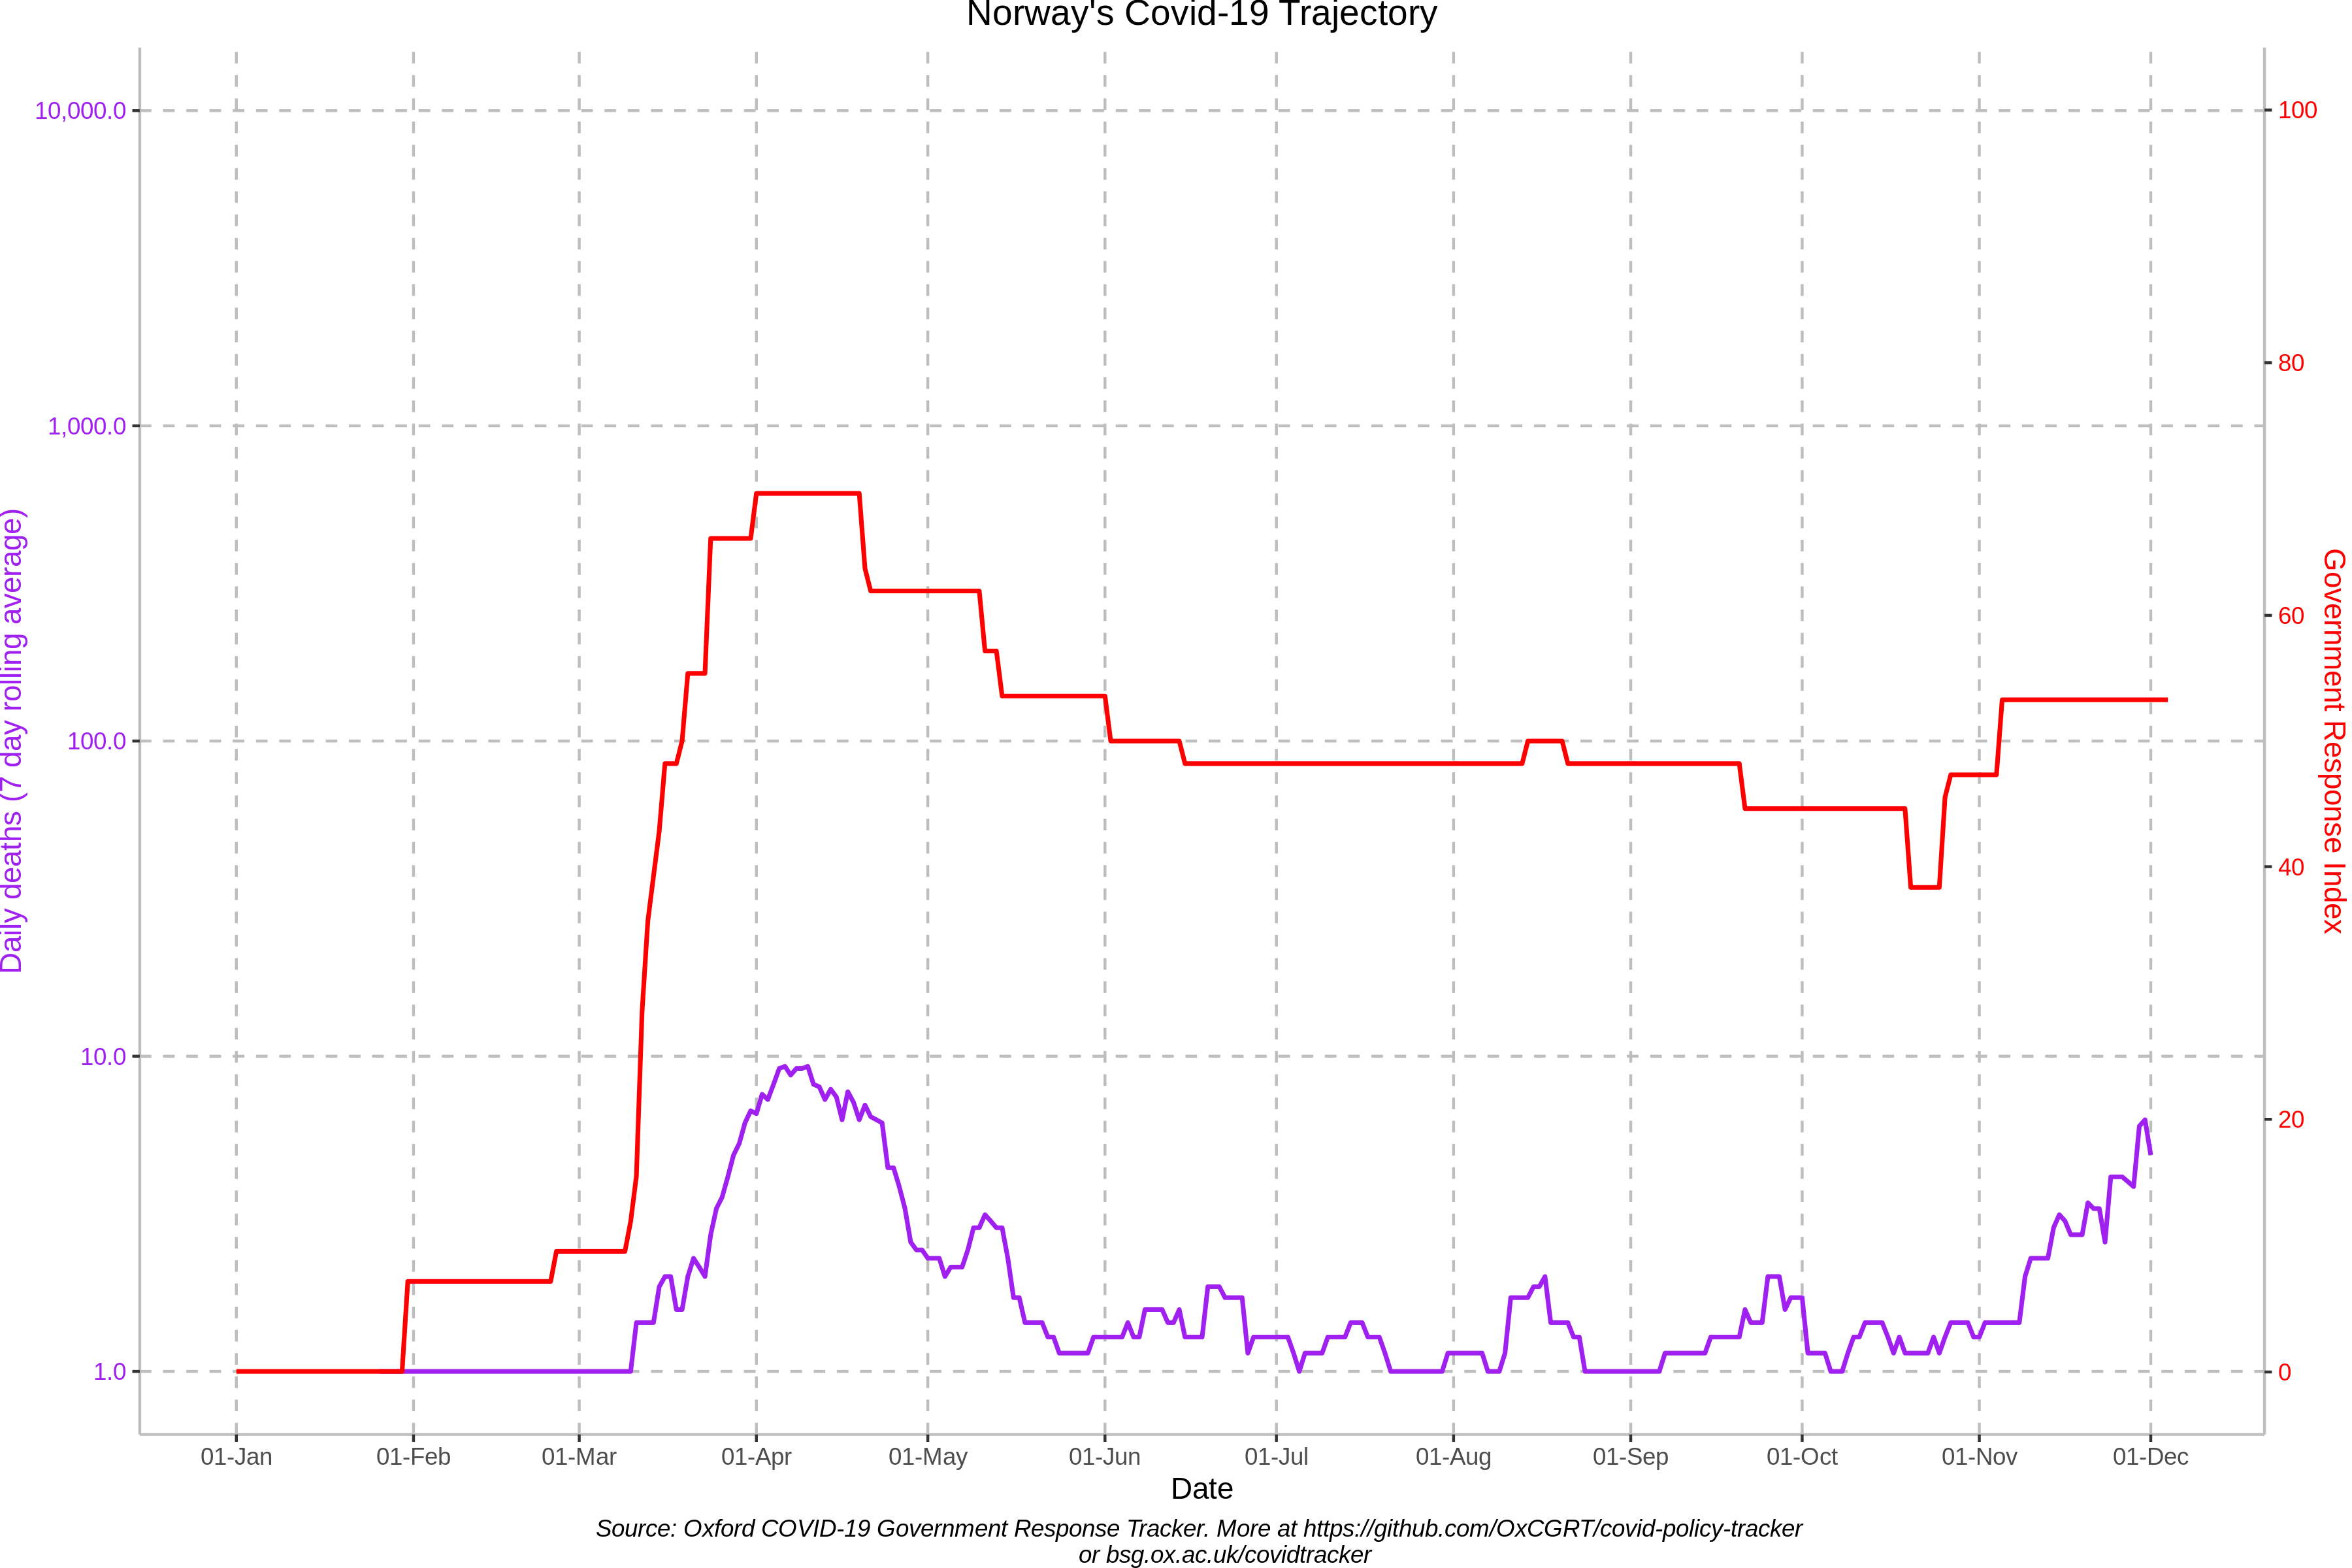 Norway's Covid-19 Trajectory
10,000.0
1,000.0
100.0
10.0
1.0
Daily deaths (7 day rolling average)
100
80
60
40
20
0
Government Response Index
01-Jan
01-Feb
01-Mar
01-Apr
01-May
01-Jun
01-Jul
01-Aug
01-Sep
01-Oct
01-Nov
01-Dec
Date
Source: Oxford COVID-19 Government Response Tracker. More at https://github.com/OxCGRT/covid-policy-tracker
or bsg.ox.ac.uk/covidtracker